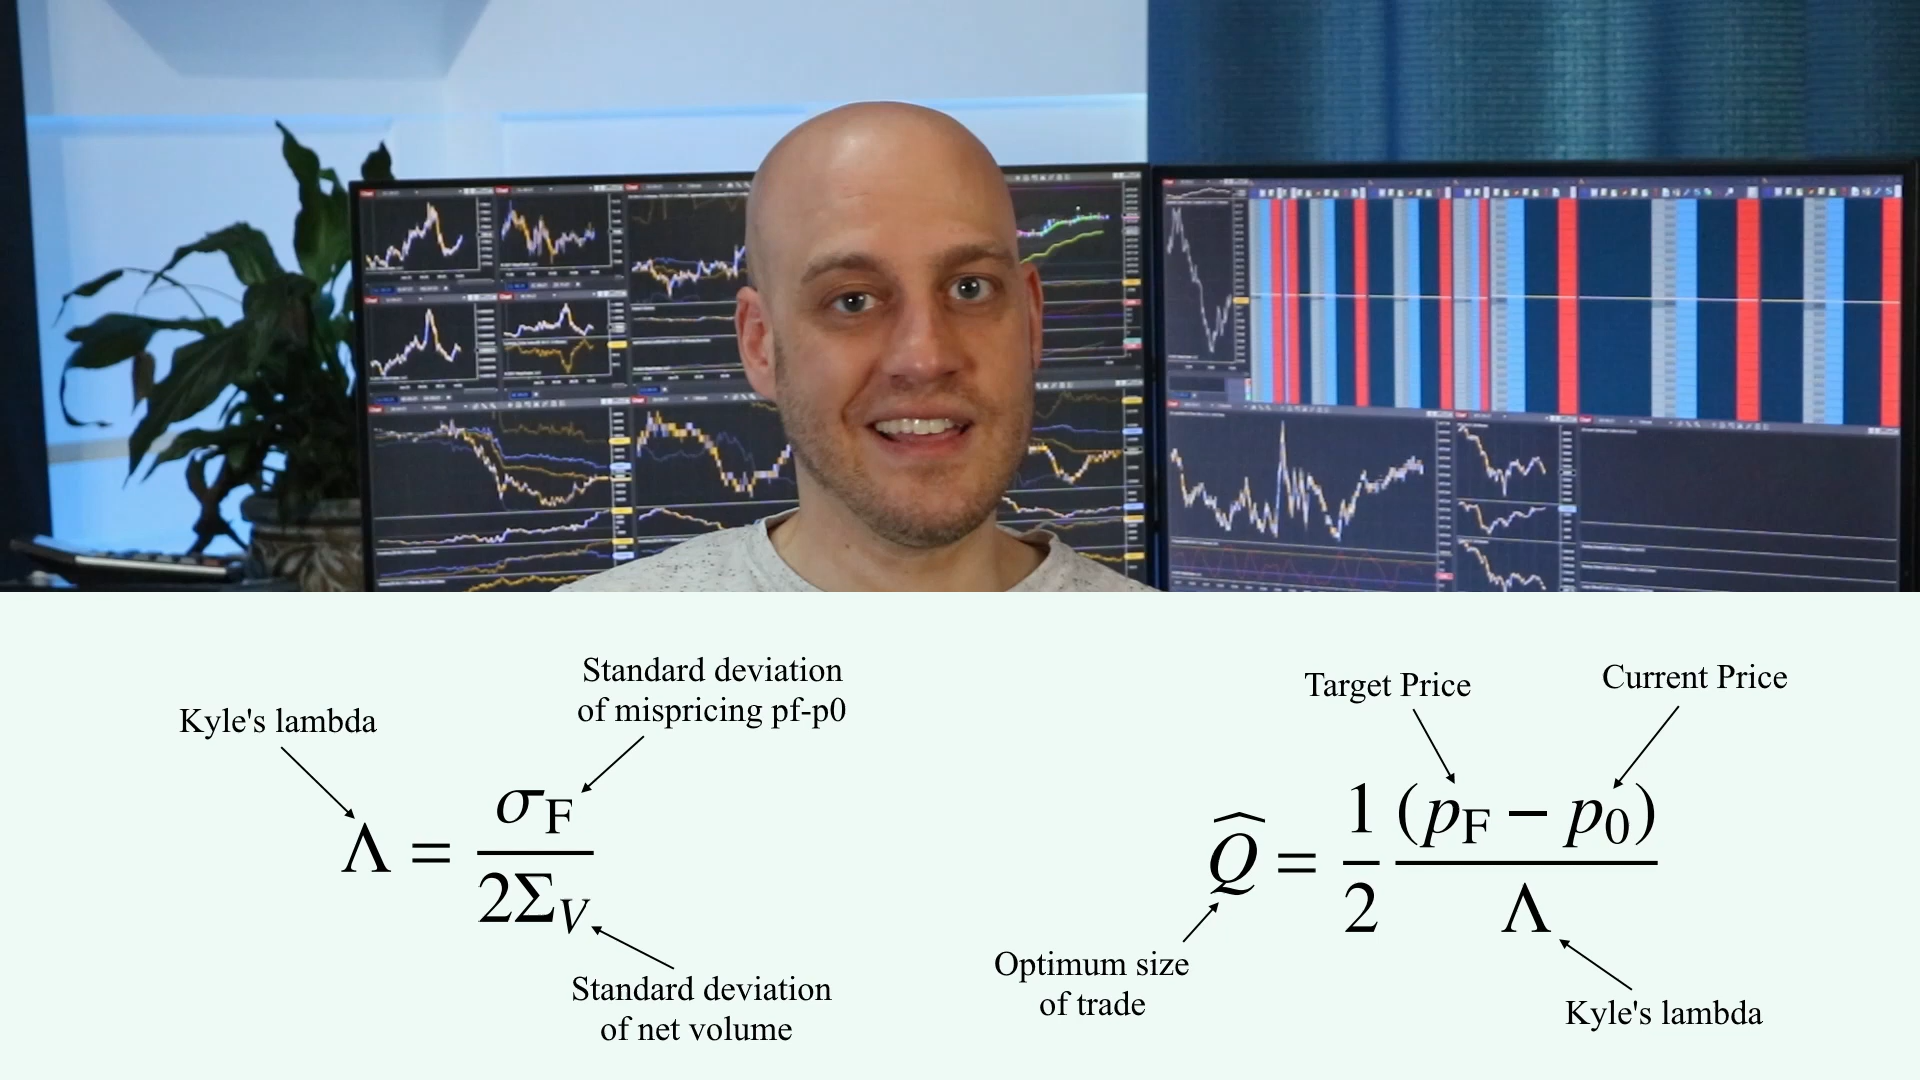 Standard deviation
of mispricing pf-p0
Kyle's lambda
Λ = σF / 2ΣV
Standard deviation
of net volume
Target Price
Current Price
Q̂ = 1/2 (pF − p0) / Λ
Optimum size
of trade
Kyle's lambda